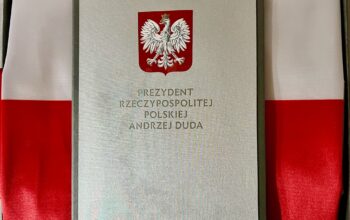 PREZYDENT
RZECZYPOSPOLITEJ
POLSKIEJ
ANDRZEJ DUDA